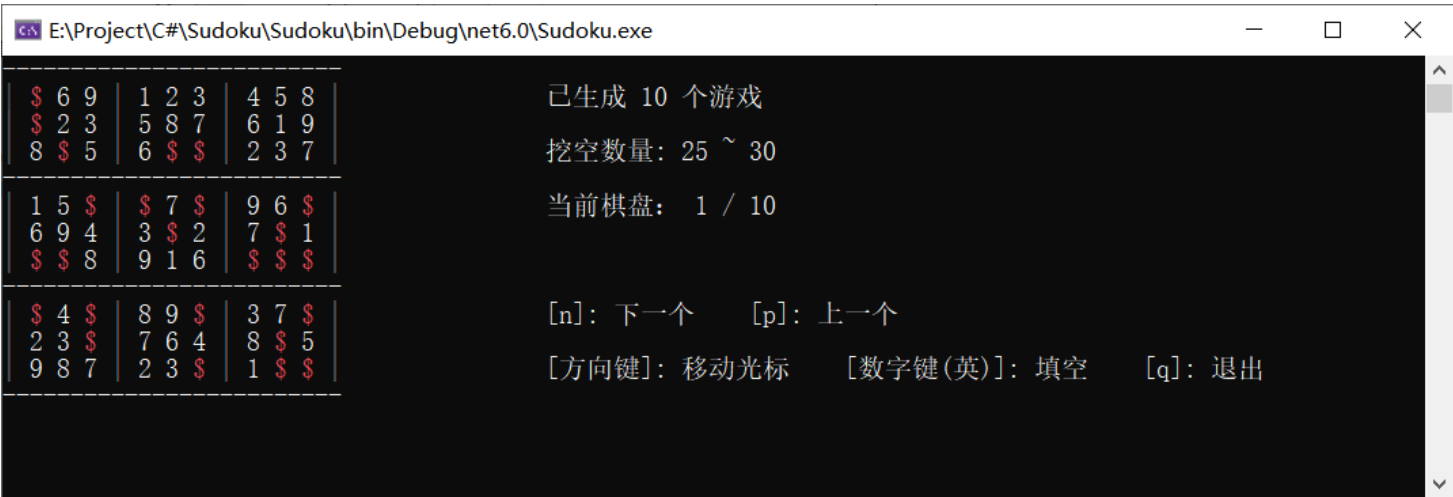 E:\Project\C#\Sudoku\Sudoku\bin\Debug\net6.0\Sudoku.exe
-------------------------
| $ 6 9 | 1 2 3 | 4 5 8 | 已生成 10 个游戏
| $ 2 3 | 5 8 7 | 6 1 9 |
| 8 $ 5 | 6 $ $ | 2 3 7 | 挖空数量: 25 ~ 30
-------------------------
| 1 5 $ | $ 7 $ | 9 6 $ | 当前棋盘: 1 / 10
| 6 9 4 | 3 $ 2 | 7 $ 1 |
| $ $ 8 | 9 1 6 | $ $ $ |
-------------------------
| $ 4 $ | 8 9 $ | 3 7 $ | [n]: 下一个 [p]: 上一个
| 2 3 $ | 7 6 4 | 8 $ 5 |
| 9 8 7 | 2 3 $ | 1 $ $ | [方向键]: 移动光标 [数字键(英)]: 填空 [q]: 退出
-------------------------